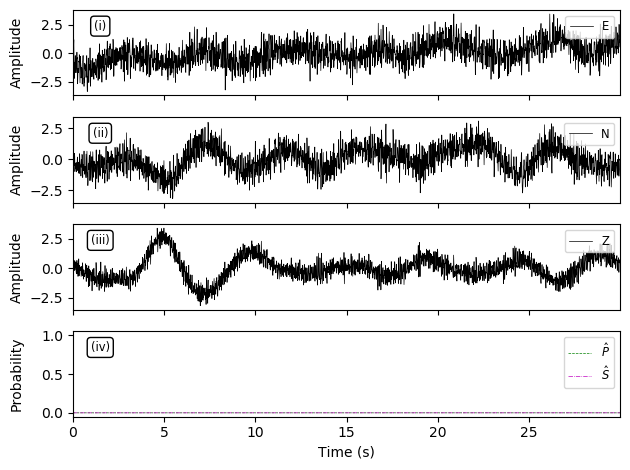 Amplitude
2.5
0.0
−2.5
(i)
E
Amplitude
2.5
0.0
−2.5
(ii)
N
Amplitude
2.5
0.0
−2.5
(iii)
Z
Probability
1.0
0.5
0.0
(iv)
P̂
Ŝ
0 5 10 15 20 25
Time (s)